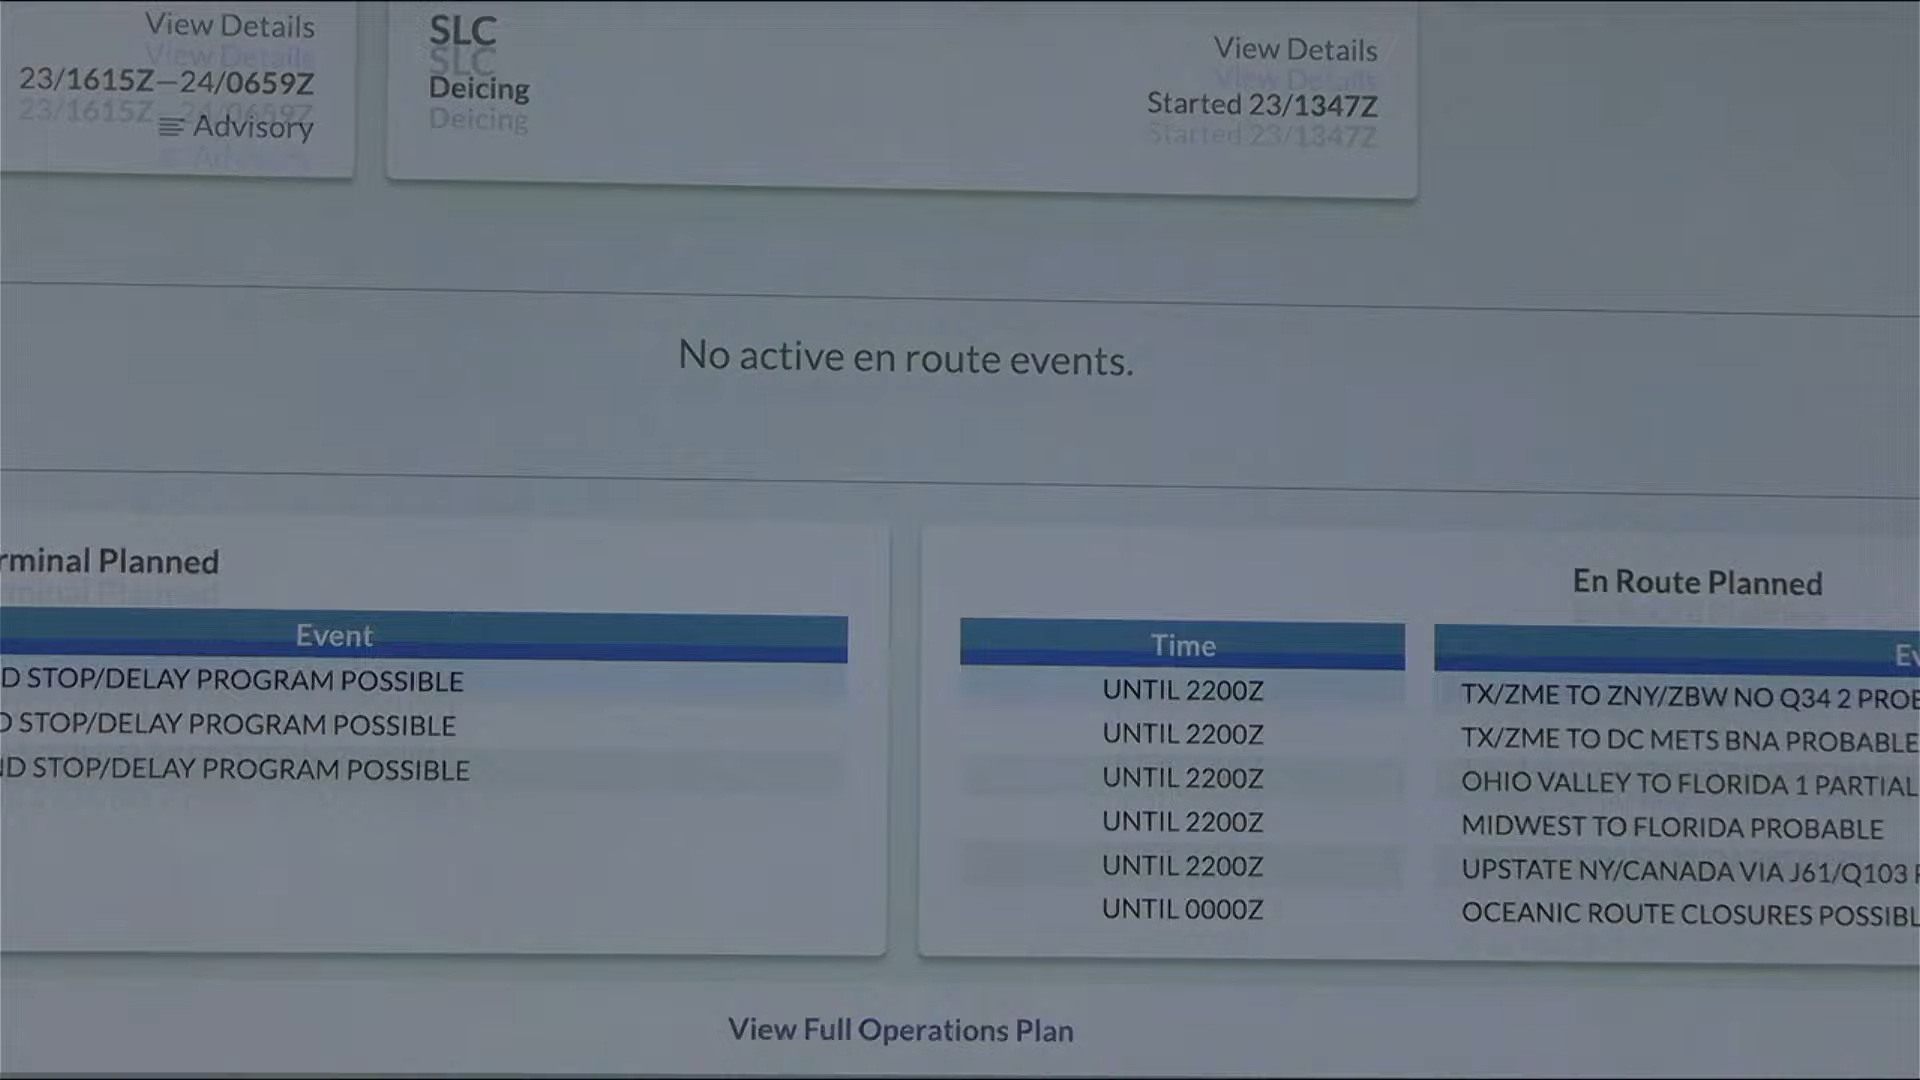 View Details
23/1615Z—24/0659Z
Advisory
SLC
Deicing
View Details
Started 23/1347Z
No active en route events.
rminal Planned
Event
D STOP/DELAY PROGRAM POSSIBLE
D STOP/DELAY PROGRAM POSSIBLE
ND STOP/DELAY PROGRAM POSSIBLE
En Route Planned
Time Ev
UNTIL 2200Z TX/ZME TO ZNY/ZBW NO Q34 2 PROB
UNTIL 2200Z TX/ZME TO DC METS BNA PROBABLE
UNTIL 2200Z OHIO VALLEY TO FLORIDA 1 PARTIAL
UNTIL 2200Z MIDWEST TO FLORIDA PROBABLE
UNTIL 2200Z UPSTATE NY/CANADA VIA J61/Q103 P
UNTIL 0000Z OCEANIC ROUTE CLOSURES POSSIBL
View Full Operations Plan